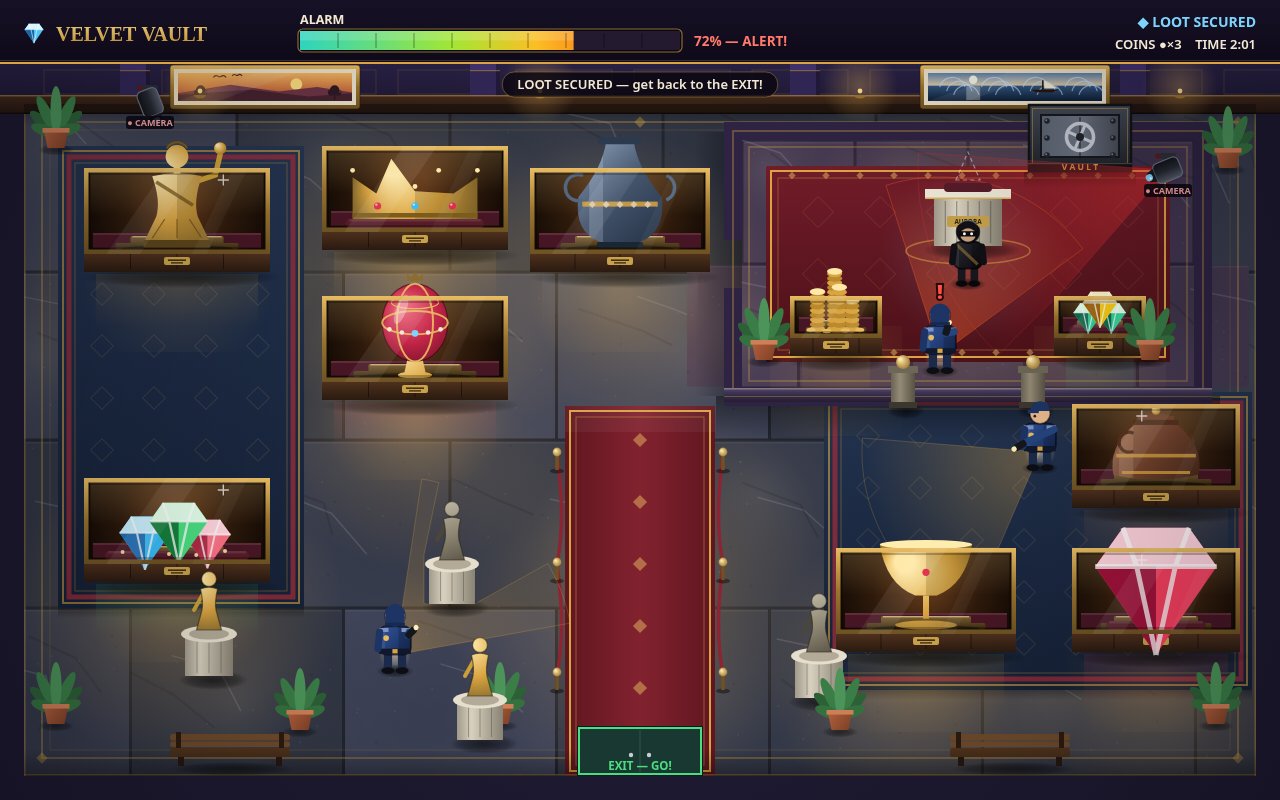 VELVET VAULT
ALARM
72% — ALERT!
◆ LOOT SECURED
COINS ●×3 TIME 2:01
LOOT SECURED — get back to the EXIT!
● CAMERA
VAULT
● CAMERA
EXIT — GO!